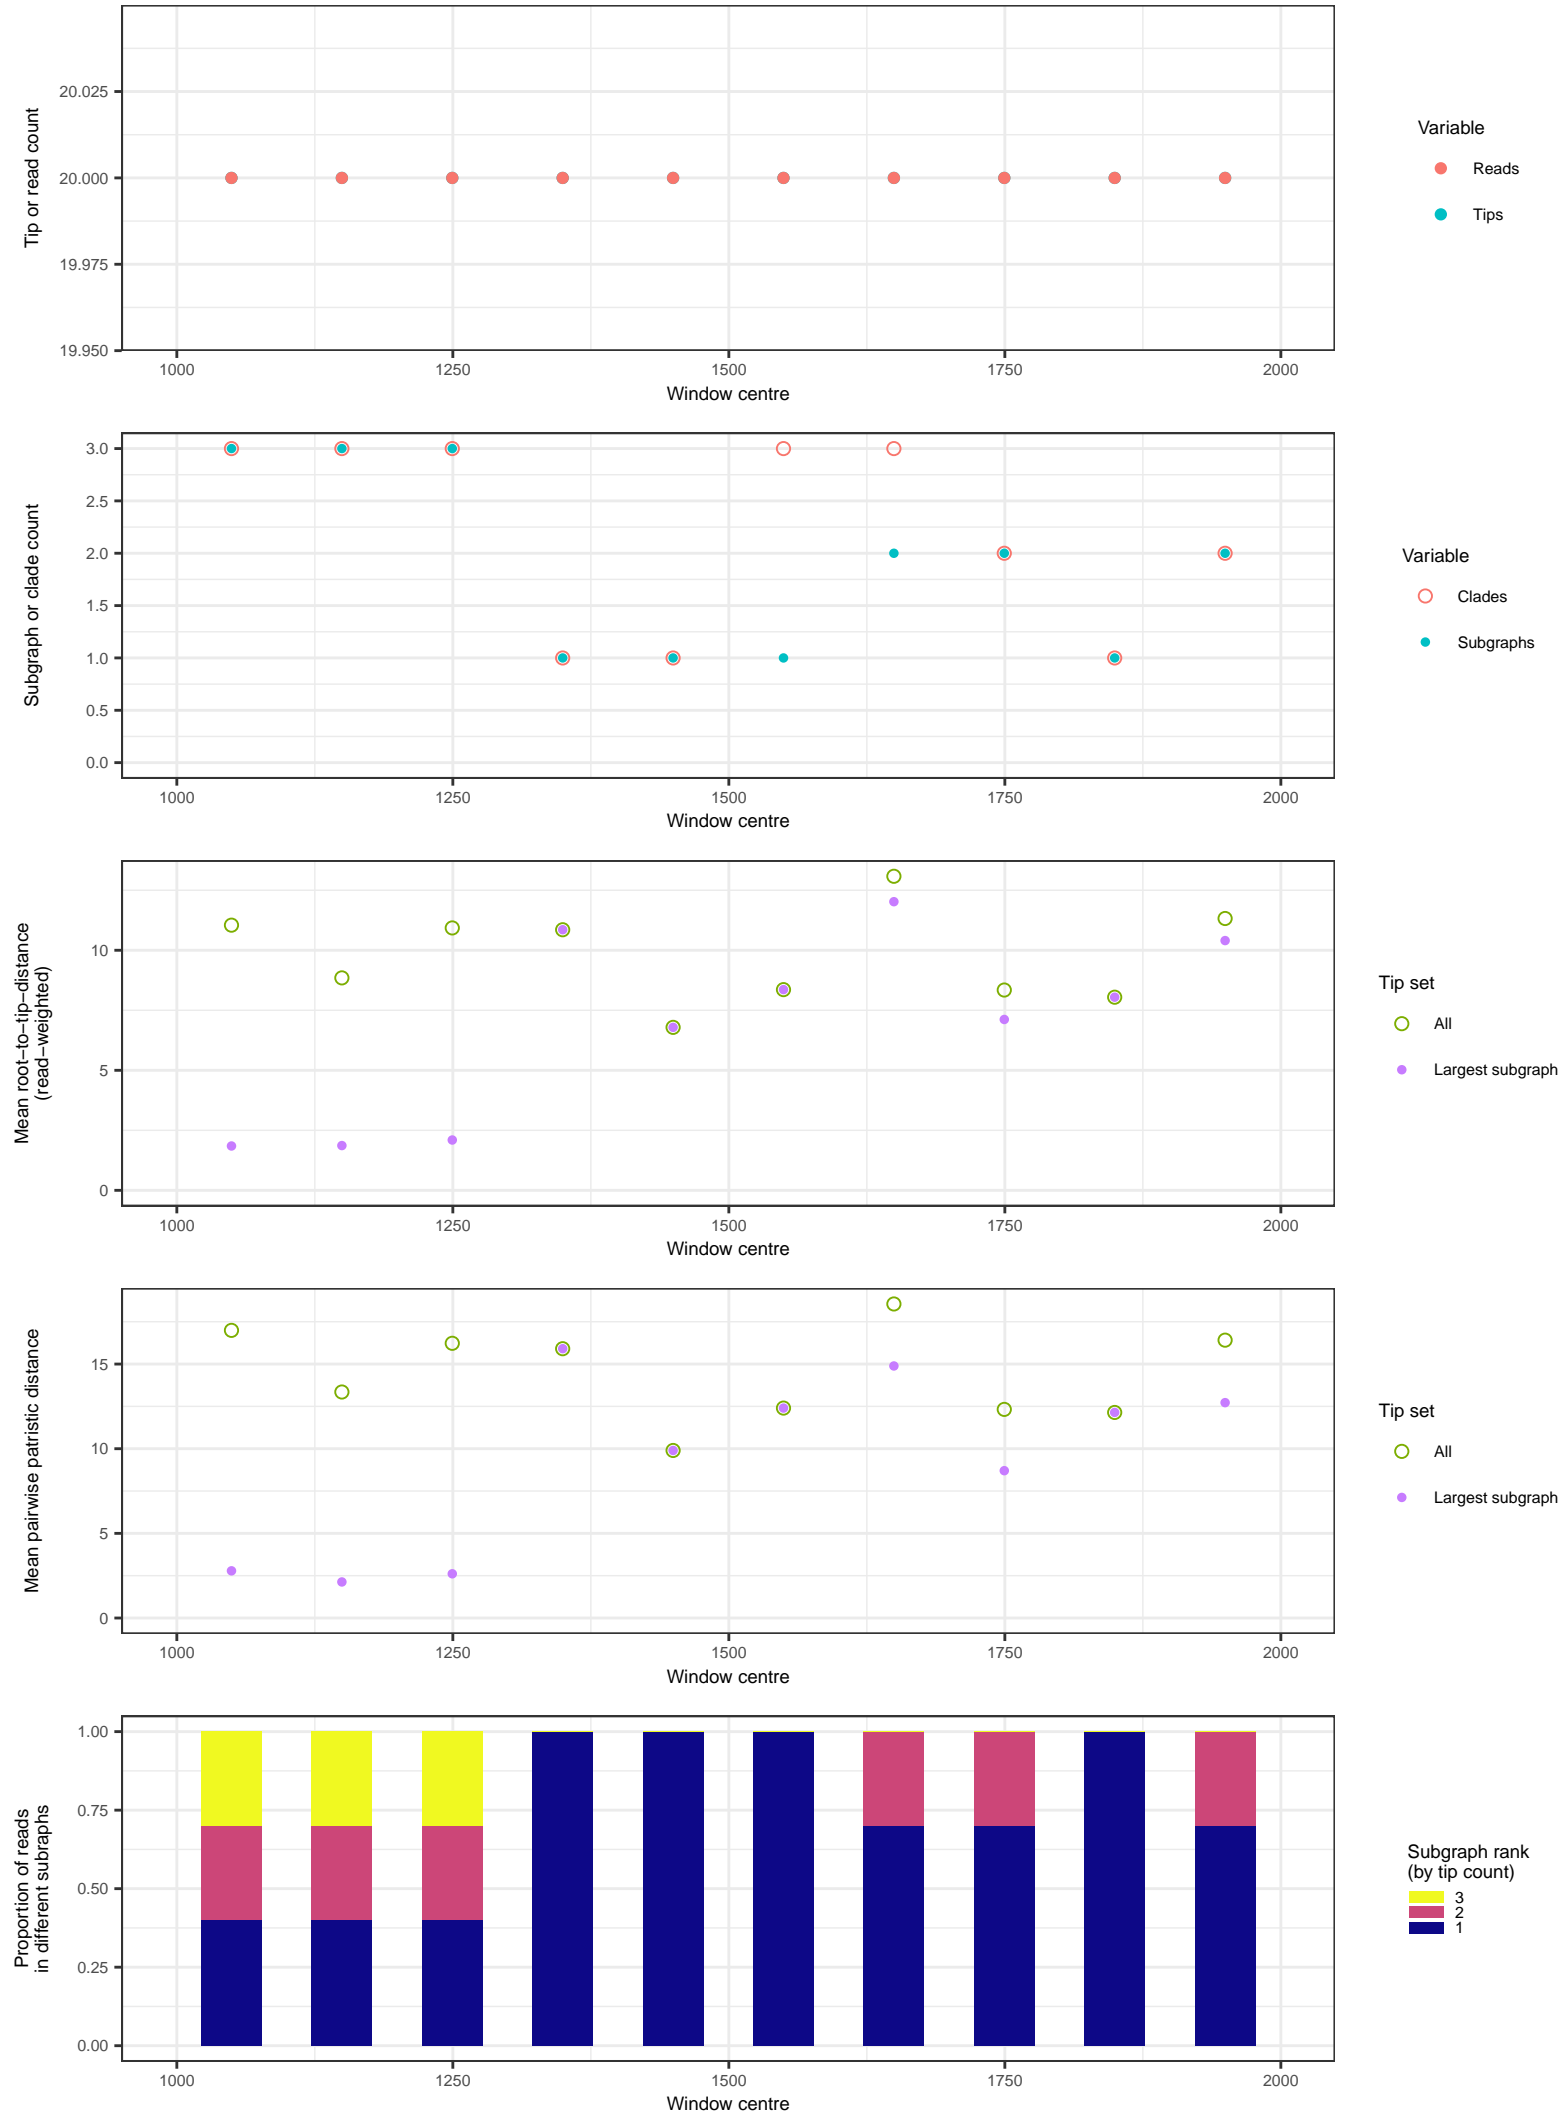 Tip or read count
20.025
20.000
19.975
19.950
1000 1250 1500 1750 2000
Window centre
Variable
Reads
Tips
Subgraph or clade count
3.0
2.5
2.0
1.5
1.0
0.5
0.0
1000 1250 1500 1750 2000
Window centre
Variable
Clades
Subgraphs
Mean root−to−tip−distance
(read−weighted)
10
5
0
1000 1250 1500 1750 2000
Window centre
Tip set
All
Largest subgraph
Mean pairwise patristic distance
15
10
5
0
1000 1250 1500 1750 2000
Window centre
Tip set
All
Largest subgraph
Proportion of reads
in different subraphs
1.00
0.75
0.50
0.25
0.00
1000 1250 1500 1750 2000
Window centre
Subgraph rank
(by tip count)
3
2
1